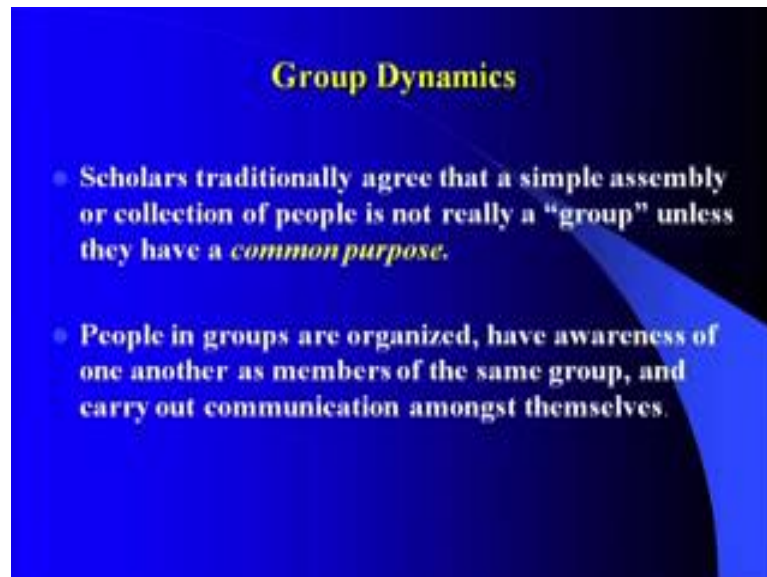 Group Dynamics
Scholars traditionally agree that a simple assembly
or collection of people is not really a “group” unless
they have a common purpose.
People in groups are organized, have awareness of
one another as members of the same group, and
carry out communication amongst themselves.